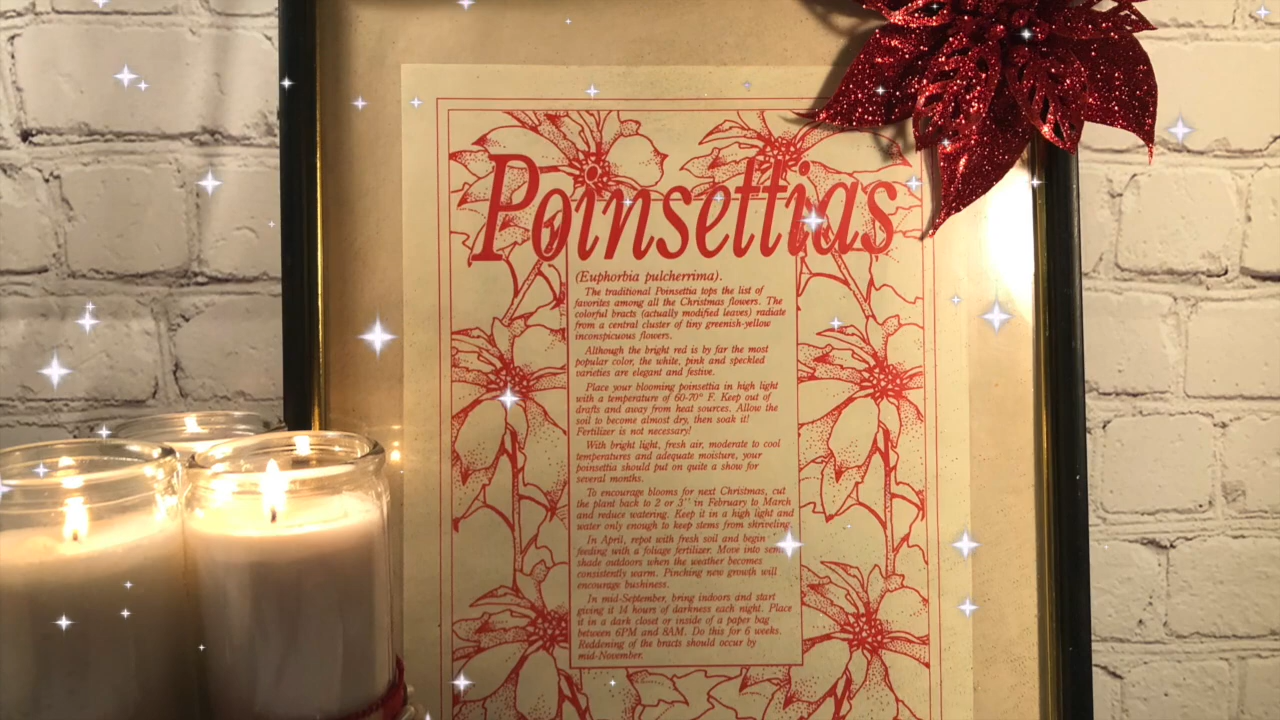 Poinsettias
(Euphorbia pulcherrima).
The traditional Poinsettia tops the list of
favorites among all the Christmas flowers. The
colorful bracts (actually modified leaves) radiate
from a central cluster of tiny greenish-yellow
inconspicuous flowers.
Although the bright red is by far the most
popular color, the white, pink and speckled
varieties are elegant and festive.
Place your blooming poinsettia in high light
with a temperature of 60-70° F. Keep out of
drafts and away from heat sources. Allow the
soil to become almost dry, then soak it!
Fertilizer is not necessary!
With bright light, fresh air, moderate to cool
temperatures and adequate moisture, your
poinsettia should put on quite a show for
several months.
To encourage blooms for next Christmas, cut
the plant back to 2 or 3'' in February to March
and reduce watering. Keep it in a high light and
water only enough to keep stems from shriveling.
In April, repot with fresh soil and begin
feeding with a foliage fertilizer. Move into semi-
shade outdoors when the weather becomes
consistently warm. Pinching new growth will
encourage bushiness.
In mid-September, bring indoors and start
giving it 14 hours of darkness each night. Place
it in a dark closet or inside of a paper bag
between 6PM and 8AM. Do this for 6 weeks.
Reddening of the bracts should occur by
mid-November.